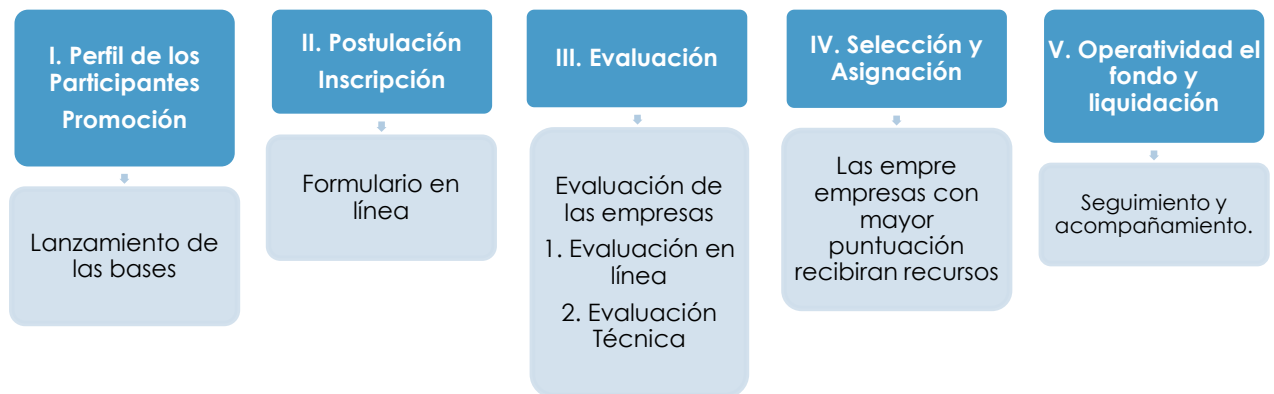 I. Perfil de los
Participantes
Promoción
Lanzamiento de
las bases
II. Postulación
Inscripción
Formulario en
línea
III. Evaluación
Evaluación de
las empresas
1. Evaluación en
línea
2. Evaluación
Técnica
IV. Selección y
Asignación
Las empre
empresas con
mayor
puntuación
recibiran recursos
V. Operatividad el
fondo y
liquidación
Seguimiento y
acompañamiento.